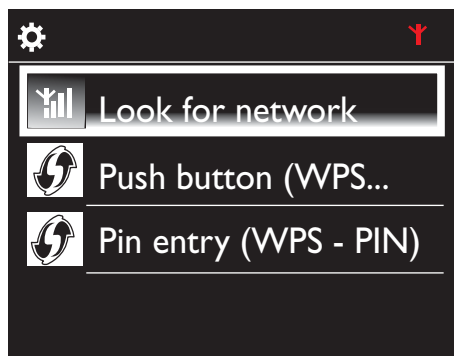 Look for network
Push button (WPS...
Pin entry (WPS - PIN)